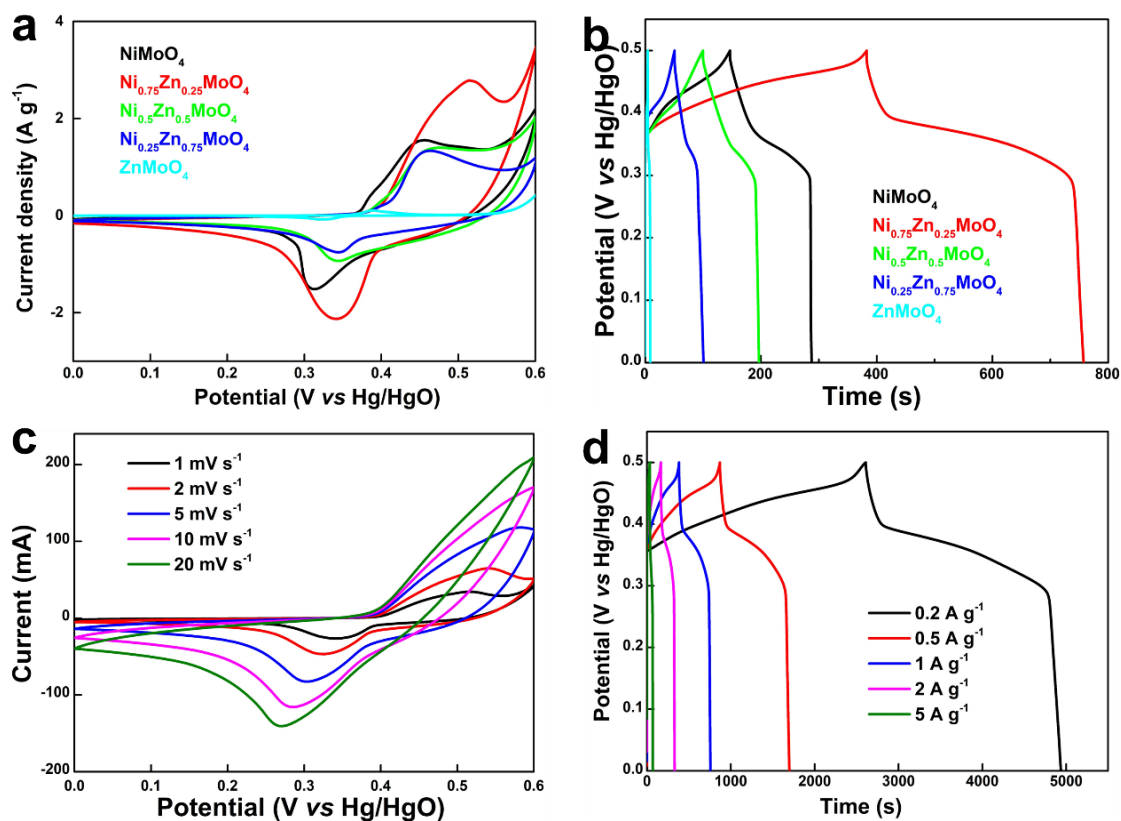 a
4
2
0
-2
Current density (A g⁻¹)
NiMoO₄
Ni₀.₇₅Zn₀.₂₅MoO₄
Ni₀.₅Zn₀.₅MoO₄
Ni₀.₂₅Zn₀.₇₅MoO₄
ZnMoO₄
0.0 0.1 0.2 0.3 0.4 0.5 0.6
Potential (V vs Hg/HgO)
b
0.5
0.4
0.3
0.2
0.1
0.0
Potential (V vs Hg/HgO)
NiMoO₄
Ni₀.₇₅Zn₀.₂₅MoO₄
Ni₀.₅Zn₀.₅MoO₄
Ni₀.₂₅Zn₀.₇₅MoO₄
ZnMoO₄
0 200 400 600 800
Time (s)
c
200
100
0
-100
-200
Current (mA)
1 mV s⁻¹
2 mV s⁻¹
5 mV s⁻¹
10 mV s⁻¹
20 mV s⁻¹
0.0 0.1 0.2 0.3 0.4 0.5 0.6
Potential (V vs Hg/HgO)
d
0.5
0.4
0.3
0.2
0.1
0.0
Potential (V vs Hg/HgO)
0.2 A g⁻¹
0.5 A g⁻¹
1 A g⁻¹
2 A g⁻¹
5 A g⁻¹
0 1000 2000 3000 4000 5000
Time (s)